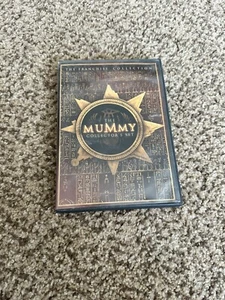 THE FRANCHISE COLLECTION
THE
MUMMY
COLLECTOR'S SET